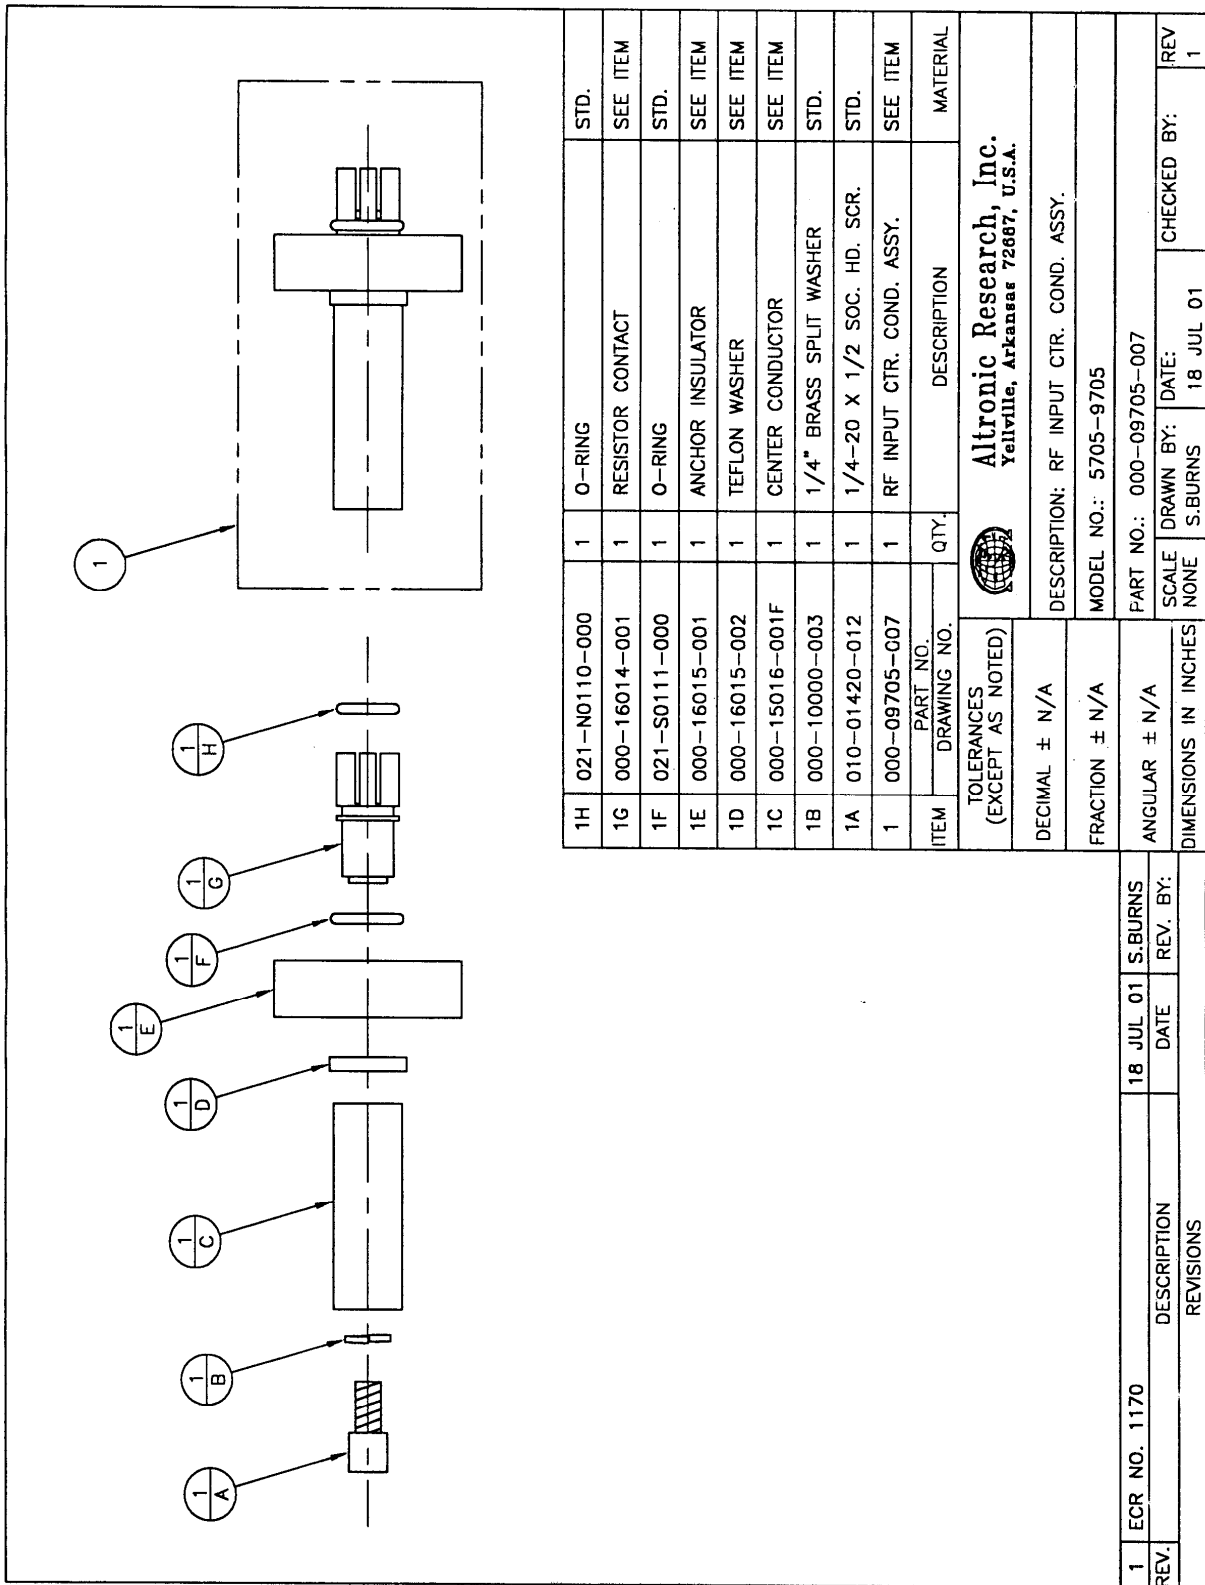 1
1 A
1 B
1 C
1 D
1 E
1 F
1 G
1 H
1H 021-N0110-000 1 O-RING STD.
1G 000-16014-001 1 RESISTOR CONTACT SEE ITEM
1F 021-S0111-000 1 O-RING STD.
1E 000-16015-001 1 ANCHOR INSULATOR SEE ITEM
1D 000-16015-002 1 TEFLON WASHER SEE ITEM
1C 000-15016-001F 1 CENTER CONDUCTOR SEE ITEM
1B 000-10000-003 1 1/4" BRASS SPLIT WASHER STD.
1A 010-01420-012 1 1/4-20 X 1/2 SOC. HD. SCR. STD.
1 000-09705-007 1 RF INPUT CTR. COND. ASSY. SEE ITEM
ITEM PART NO. DRAWING NO. QTY. DESCRIPTION MATERIAL
TOLERANCES
(EXCEPT AS NOTED)
DECIMAL ± N/A
FRACTION ± N/A
ANGULAR ± N/A
DIMENSIONS IN INCHES
Altronic Research, Inc.
Yellville, Arkansas 72687, U.S.A.
DESCRIPTION: RF INPUT CTR. COND. ASSY.
MODEL NO.: 5705-9705
PART NO.: 000-09705-007
SCALE NONE
DRAWN BY: S.BURNS
DATE: 18 JUL 01
CHECKED BY:
REV 1
1 ECR NO. 1170 18 JUL 01 S.BURNS
REV. DESCRIPTION DATE REV. BY:
REVISIONS